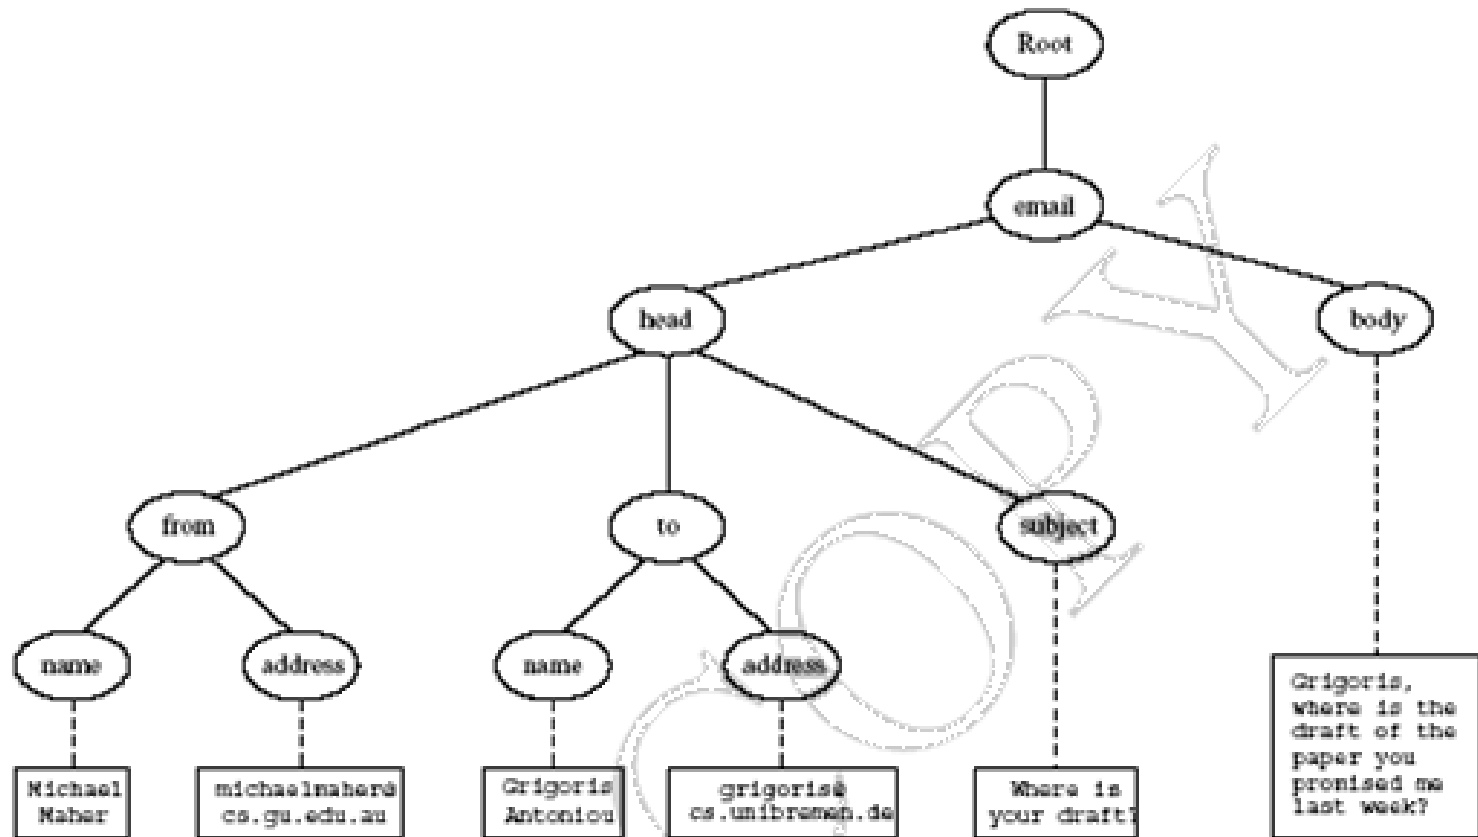 Root
email
head
body
from
to
subject
name
address
name
address
Michael
Maher
michaelmaher@
cs.gu.edu.au
Grigoris
Antoniou
grigoris@
cs.unibremen.de
Where is
your draft?
Grigoris,
where is the
draft of the
paper you
promised me
last week?
COPY